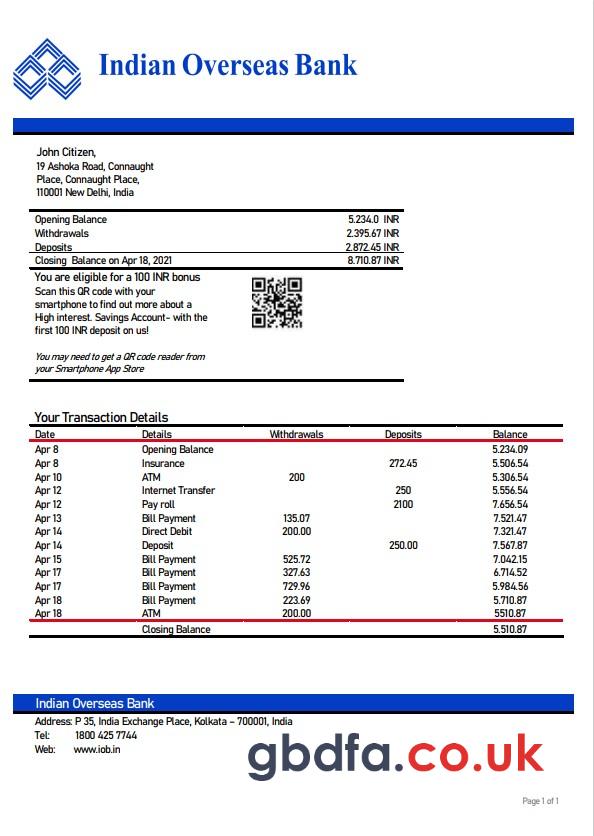 Indian Overseas Bank
John Citizen,
19 Ashoka Road, Connaught
Place, Connaught Place,
110001 New Delhi, India
Opening Balance 5.234.0 INR
Withdrawals 2.395.67 INR
Deposits 2.872.45 INR
Closing Balance on Apr 18, 2021 8.710.87 INR
You are eligible for a 100 INR bonus
Scan this QR code with your
smartphone to find out more about a
High interest. Savings Account- with the
first 100 INR deposit on us!
You may need to get a QR code reader from
your Smartphone App Store
Your Transaction Details
Date Details Withdrawals Deposits Balance
Apr 8 Opening Balance 5.234.09
Apr 8 Insurance 272.45 5.506.54
Apr 10 ATM 200 5.306.54
Apr 12 Internet Transfer 250 5.556.54
Apr 12 Pay roll 2100 7.656.54
Apr 13 Bill Payment 135.07 7.521.47
Apr 14 Direct Debit 200.00 7.321.47
Apr 14 Deposit 250.00 7.567.87
Apr 15 Bill Payment 525.72 7.042.15
Apr 17 Bill Payment 327.63 6.714.52
Apr 17 Bill Payment 729.96 5.984.56
Apr 18 Bill Payment 223.69 5.710.87
Apr 18 ATM 200.00 5510.87
Closing Balance 5.510.87
Indian Overseas Bank
Address: P 35, India Exchange Place, Kolkata – 700001, India
Tel: 1800 425 7744
Web: www.iob.in
gbdfa.co.uk
Page 1 of 1